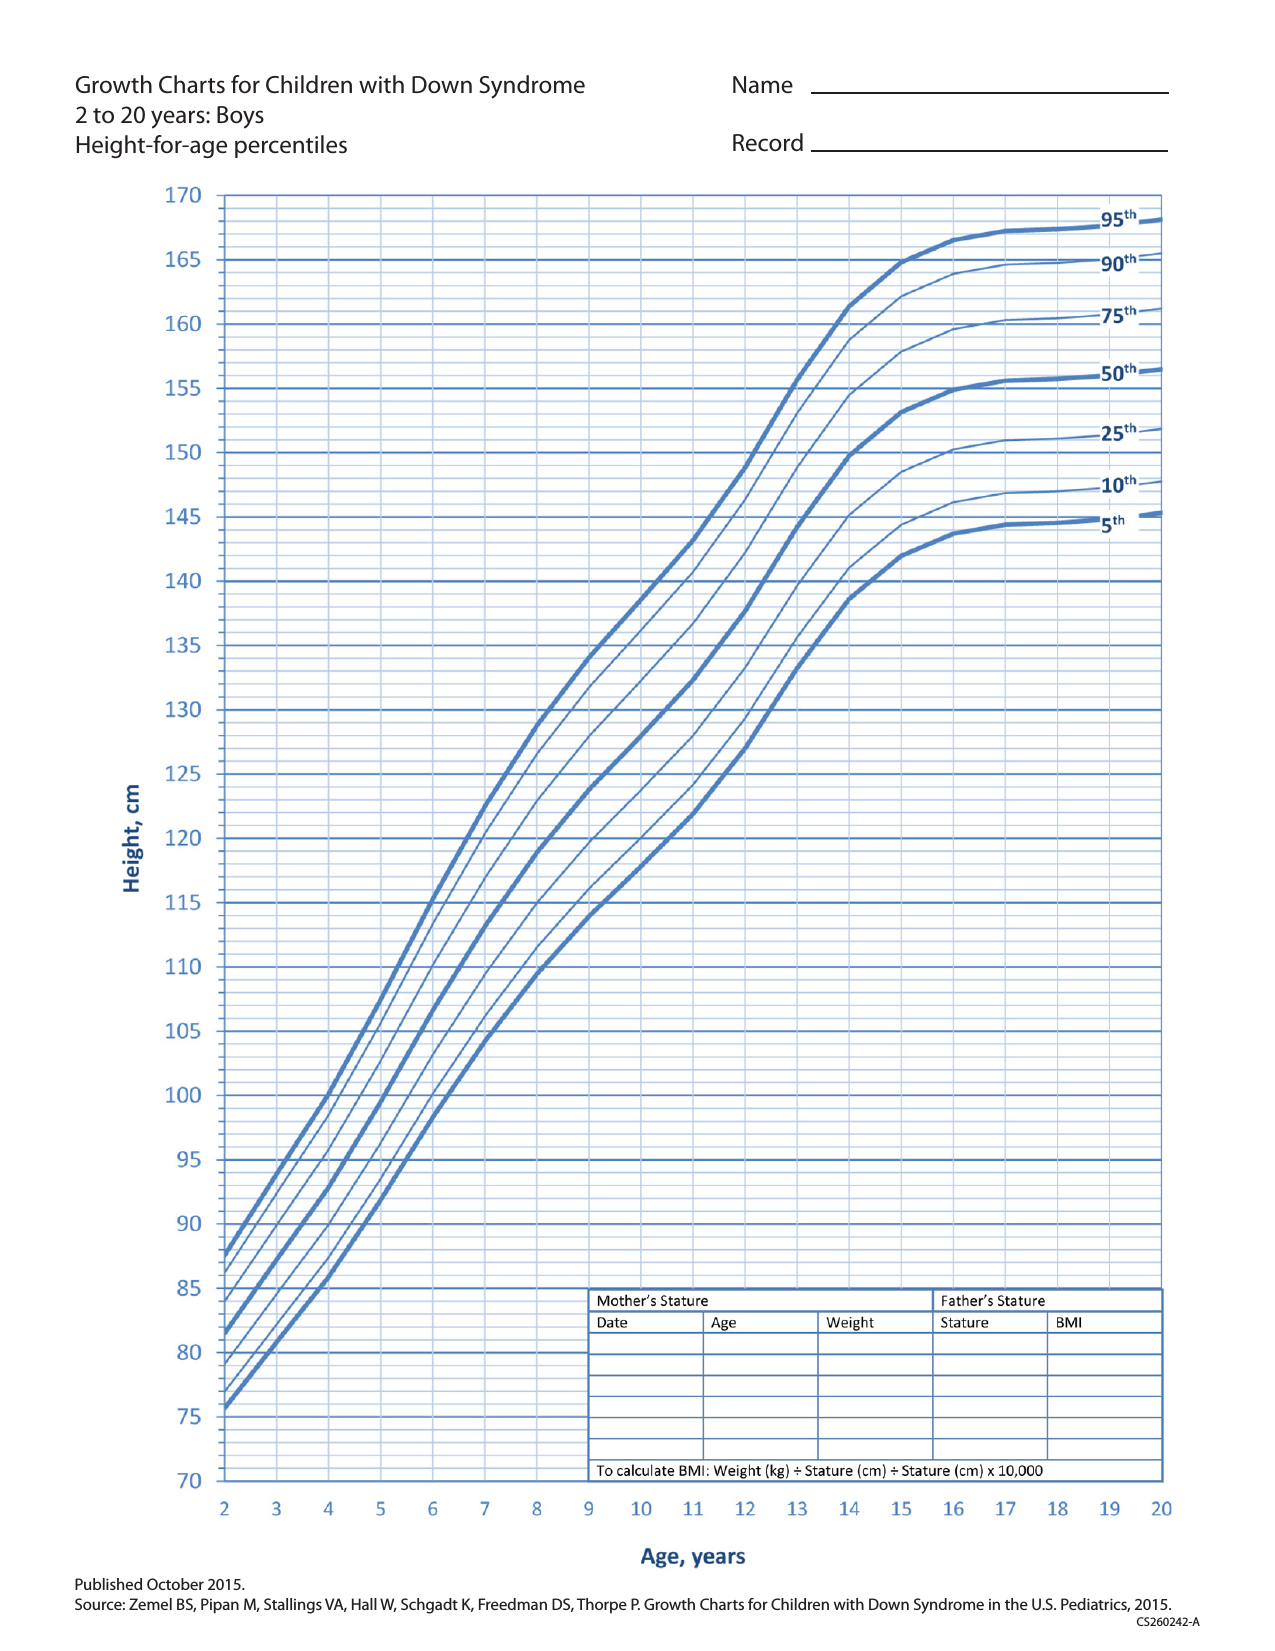 Growth Charts for Children with Down Syndrome
2 to 20 years: Boys
Height-for-age percentiles
Name
Record
170
165
160
155
150
145
140
135
130
125
120
115
110
105
100
95
90
85
80
75
70
Height, cm
95th
90th
75th
50th
25th
10th
5th
Mother's Stature Father's Stature
Date Age Weight Stature BMI
To calculate BMI: Weight (kg) ÷ Stature (cm) ÷ Stature (cm) x 10,000
2 3 4 5 6 7 8 9 10 11 12 13 14 15 16 17 18 19 20
Age, years
Published October 2015.
Source: Zemel BS, Pipan M, Stallings VA, Hall W, Schgadt K, Freedman DS, Thorpe P. Growth Charts for Children with Down Syndrome in the U.S. Pediatrics, 2015.
CS260242-A